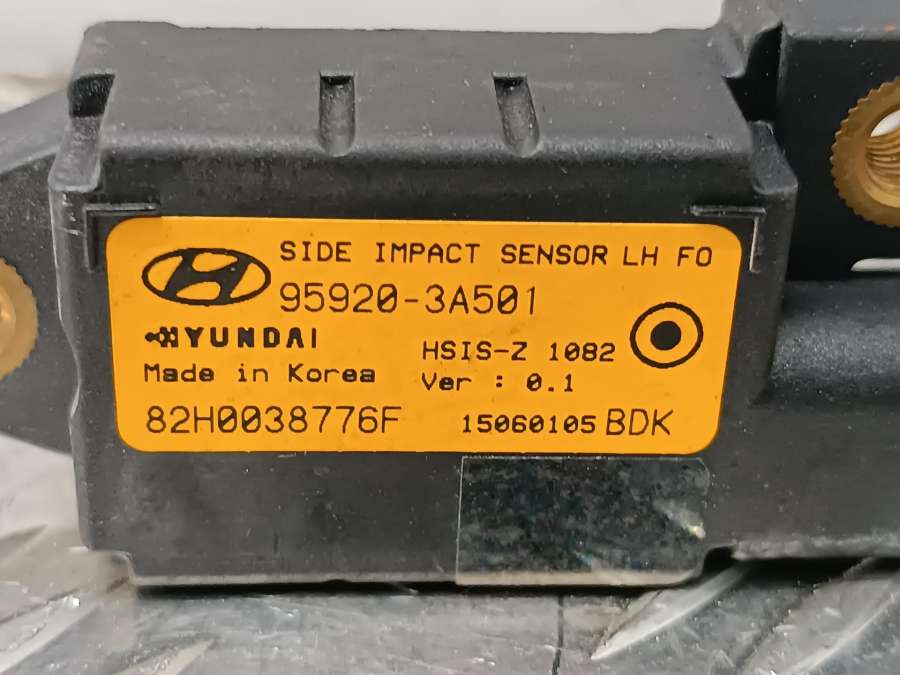 SIDE IMPACT SENSOR LH FO
95920-3A501
HYUNDAI
HSIS-Z 1082
Made in Korea
Ver : 0.1
82H0038776F
15060105 BDK